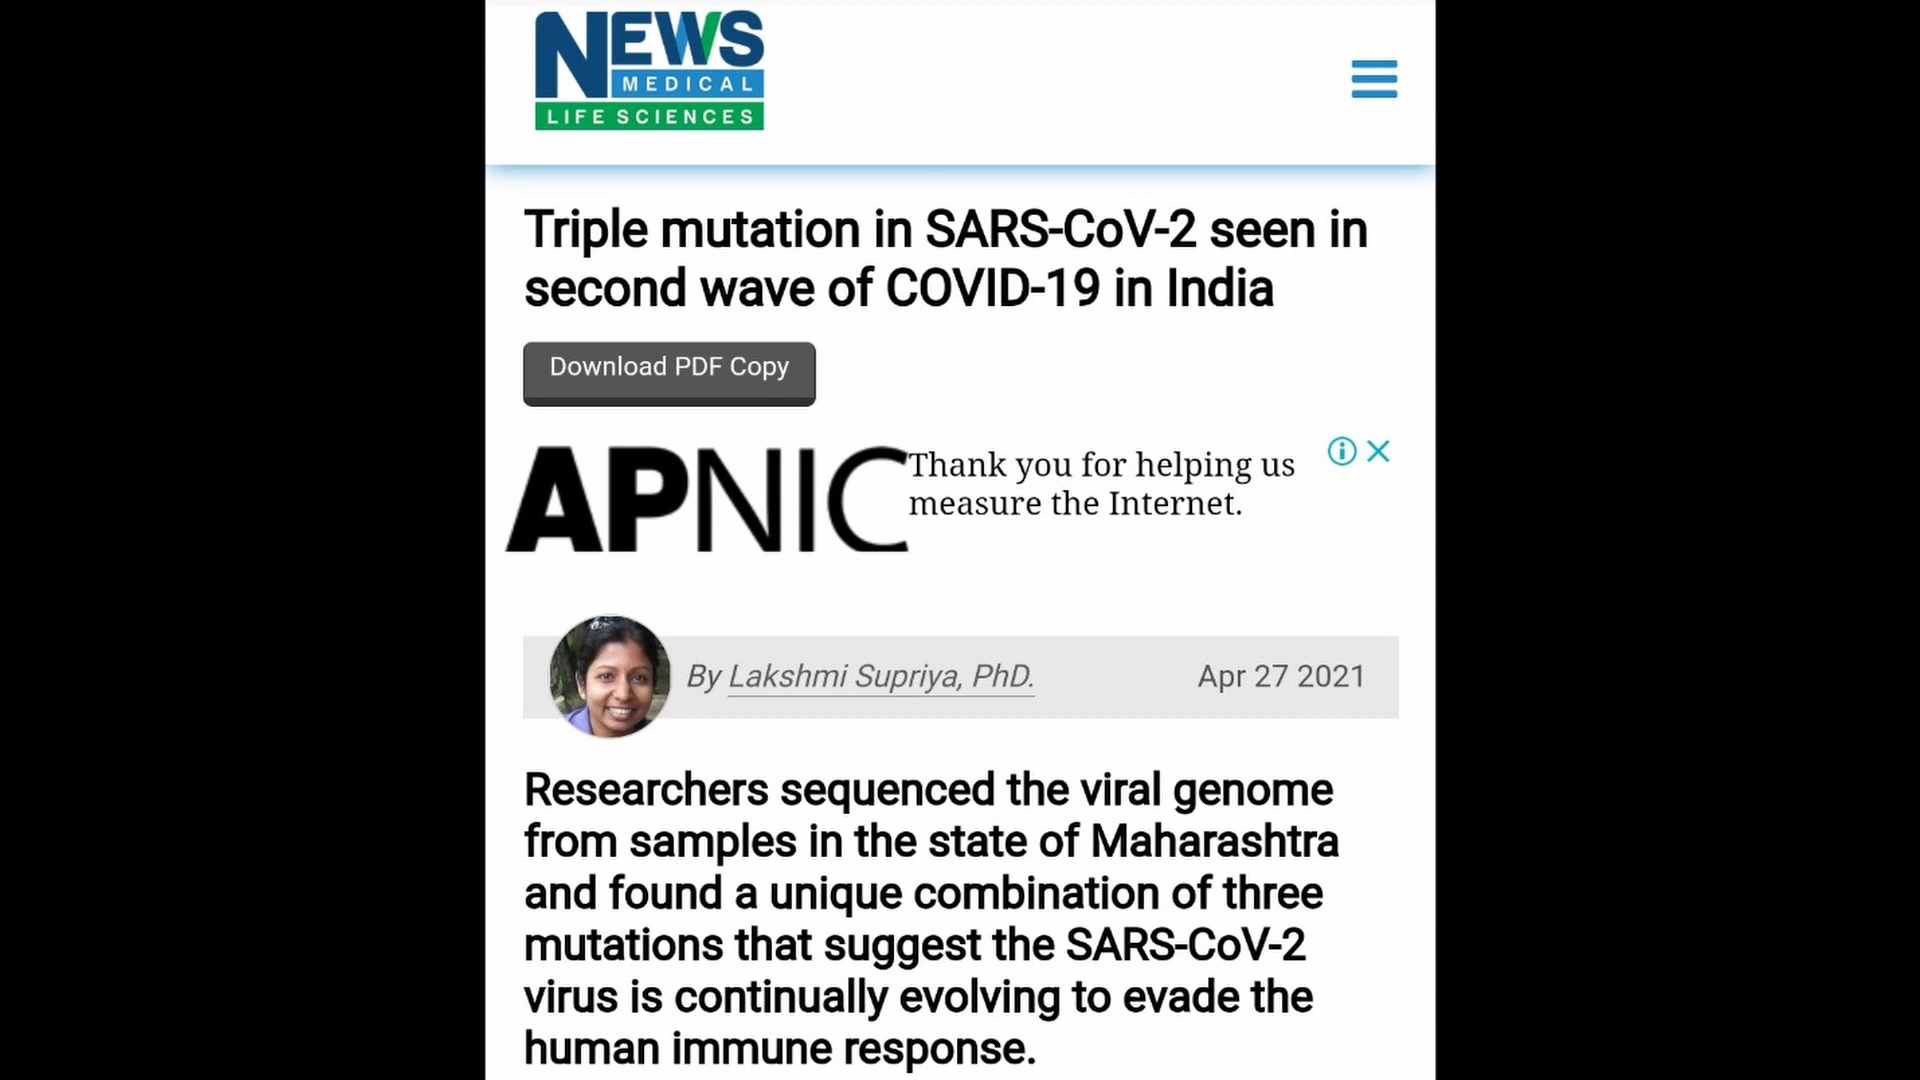 NEWS
MEDICAL
LIFE SCIENCES
Triple mutation in SARS-CoV-2 seen in
second wave of COVID-19 in India
Download PDF Copy
APNIC
Thank you for helping us
measure the Internet.
By Lakshmi Supriya, PhD.
Apr 27 2021
Researchers sequenced the viral genome
from samples in the state of Maharashtra
and found a unique combination of three
mutations that suggest the SARS-CoV-2
virus is continually evolving to evade the
human immune response.